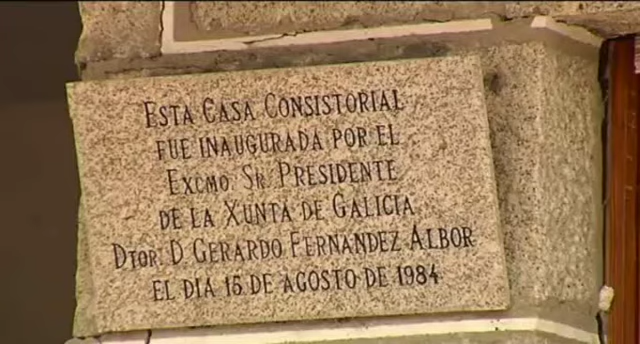 ESTA CASA CONSISTORIAL
FUE INAUGURADA POR EL
EXCMO. SR. PRESIDENTE
DE LA XUNTA DE GALICIA
DTOR. D GERARDO FERNANDEZ ALBOR
EL DIA 15 DE AGOSTO DE 1984